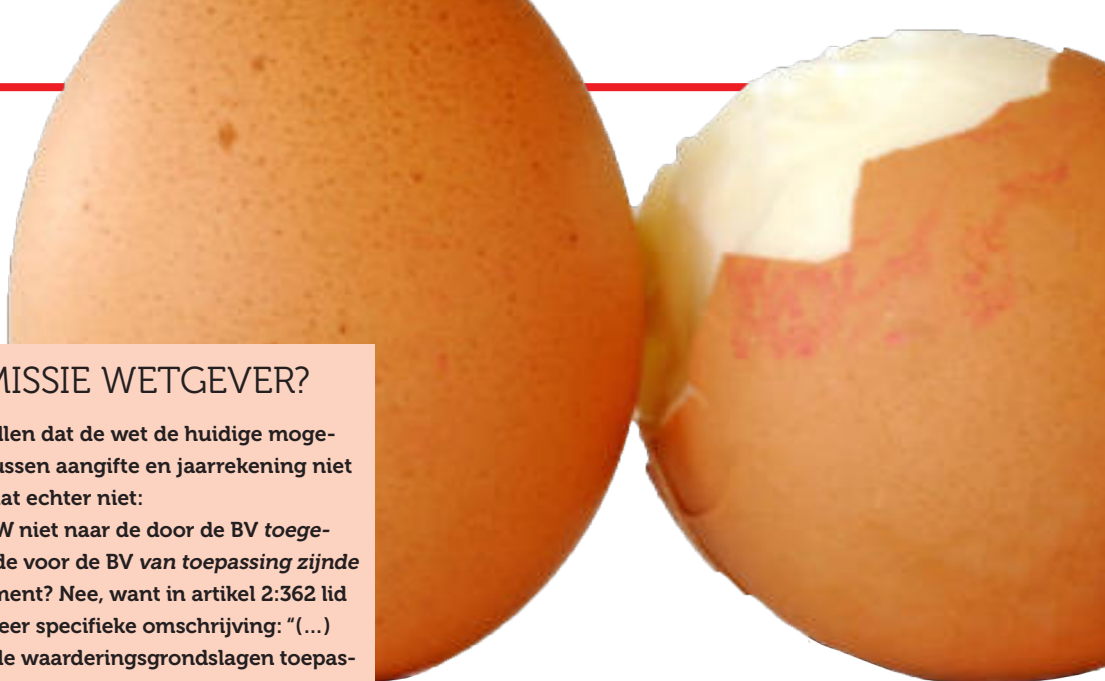 MISSIE WETGEVER?
llen dat de wet de huidige moge-
ussen aangifte en jaarrekening niet
at echter niet:
W niet naar de door de BV toege-
de voor de BV van toepassing zijnde
ment? Nee, want in artikel 2:362 lid
eer specifieke omschrijving: “(...)
de waarderingsgrondslagen toepas-